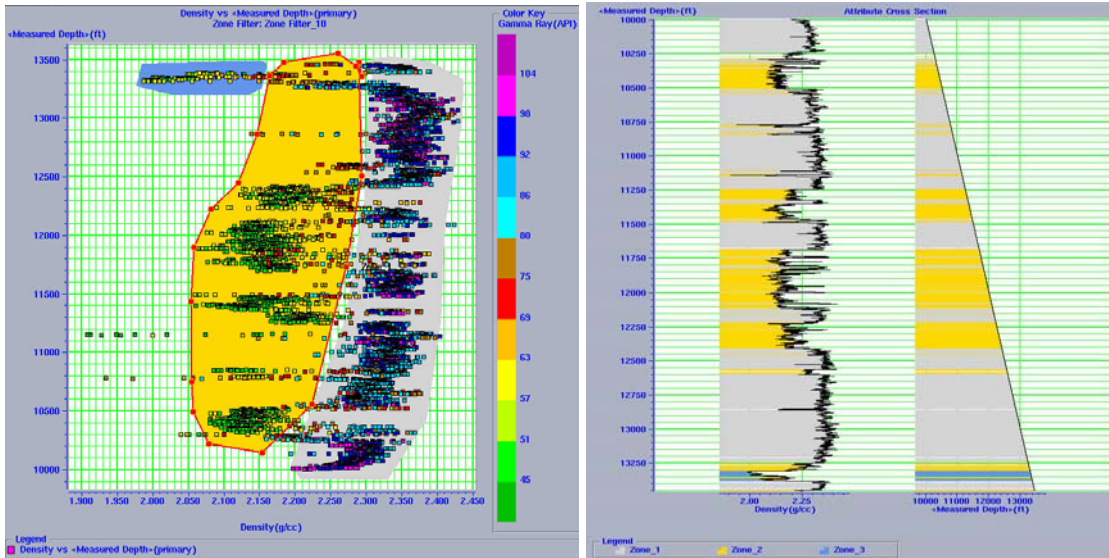 Density vs <Measured Depth>(primary)
Zone Filter: Zone Filter_10
<Measured Depth>(ft)
Color Key
Gamma Ray(API)
13500
13000
12500
12000
11500
11000
10500
10000
104
98
92
86
80
75
69
63
57
51
45
1.900 1.950 2.000 2.050 2.100 2.150 2.200 2.250 2.300 2.350 2.400 2.450
Density(g/cc)
Legend
Density vs <Measured Depth>(primary)
<Measured Depth>(ft)
Attribute Cross Section
10000
10250
10500
10750
11000
11250
11500
11750
12000
12250
12500
12750
13000
13250
2.00 2.25
Density(g/cc)
10000 11000 12000 13000
<Measured Depth>(ft)
Legend
Zone_1 Zone_2 Zone_3